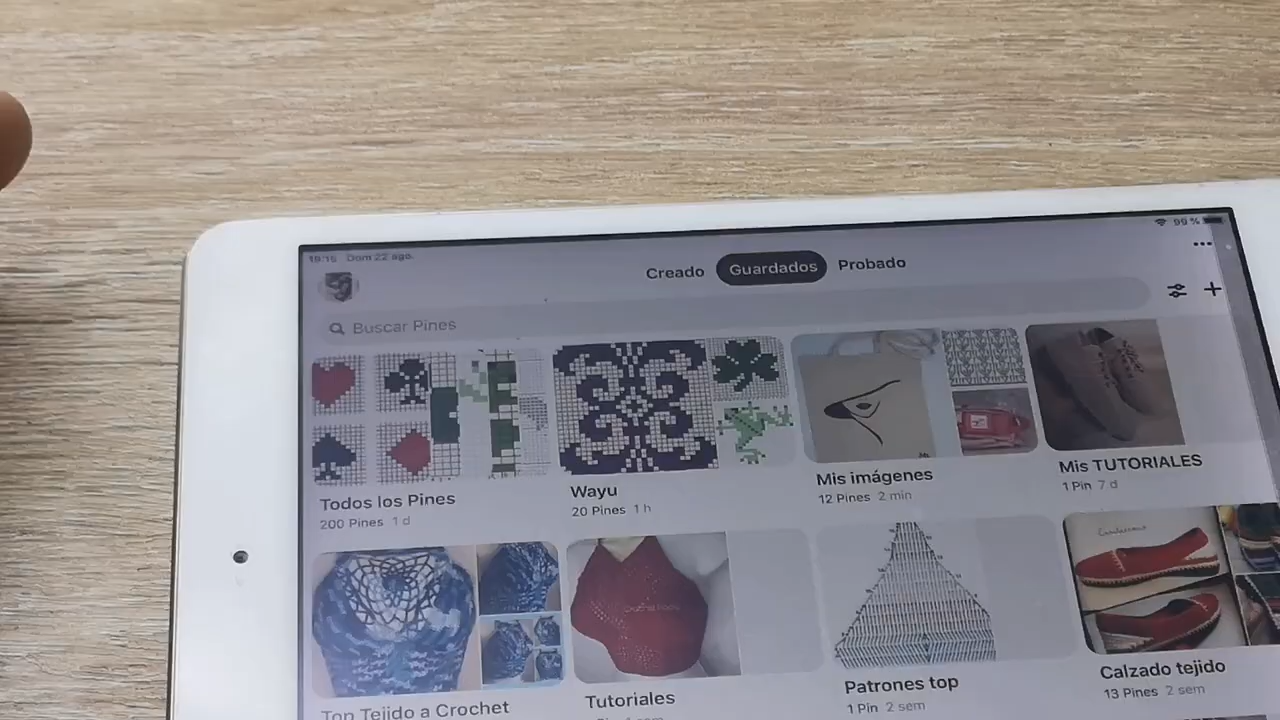 19:15 Dom 22 ago.
99 %
Creado Guardados Probado
Buscar Pines
Todos los Pines
200 Pines 1 d
Wayu
20 Pines 1 h
Mis imágenes
12 Pines 2 min
Mis TUTORIALES
1 Pin 7 d
Top Tejido a Crochet
Tutoriales
Patrones top
1 Pin 2 sem
Calzado tejido
13 Pines 2 sem